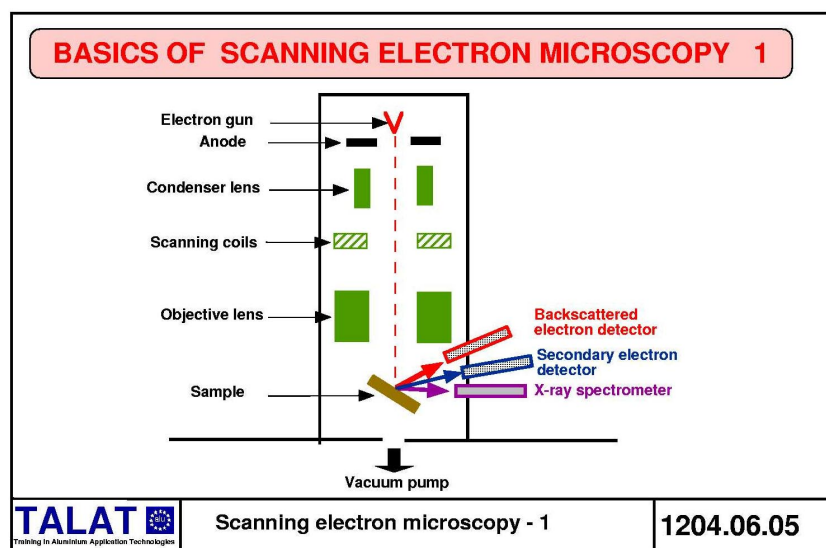 BASICS OF SCANNING ELECTRON MICROSCOPY 1
Electron gun
Anode
Condenser lens
Scanning coils
Objective lens
Backscattered
electron detector
Secondary electron
detector
Sample
X-ray spectrometer
Vacuum pump
TALAT
alu
Training in Aluminium Application Technologies
Scanning electron microscopy - 1
1204.06.05